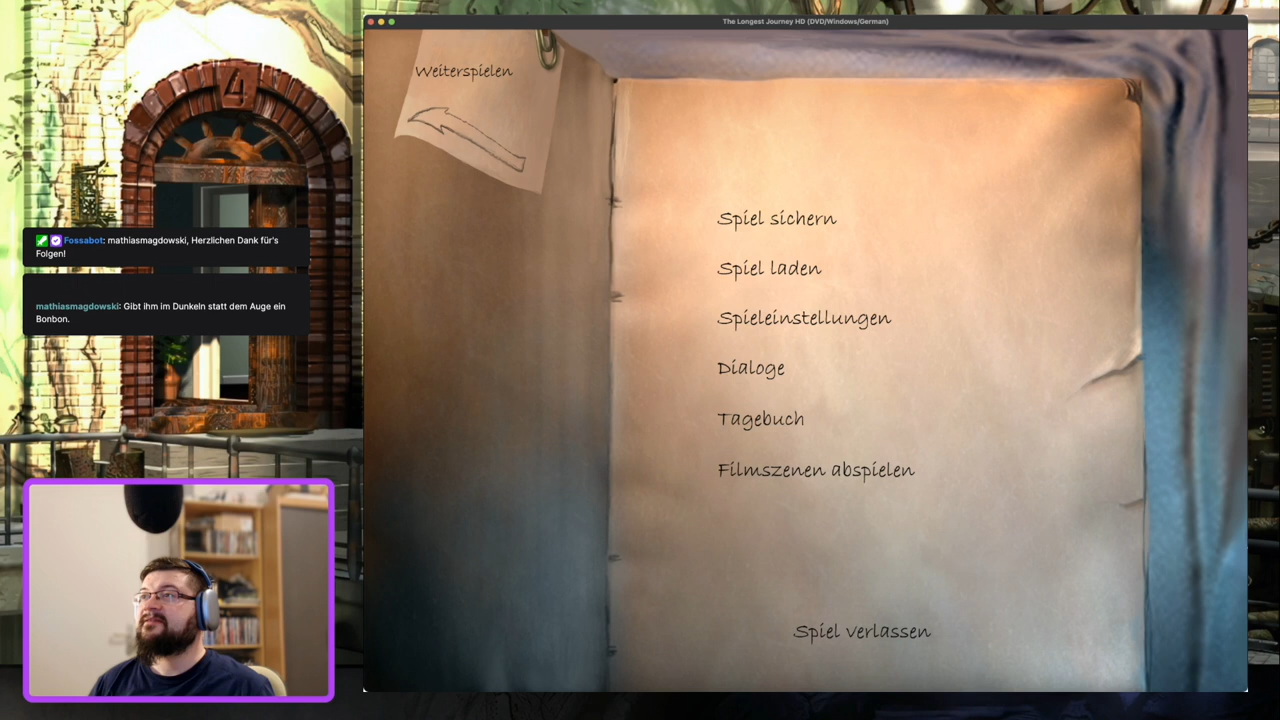 The Longest Journey HD (DVD/Windows/German)
Weiterspielen
4
Fossabot: mathiasmagdowski, Herzlichen Dank für's
Folgen!
mathiasmagdowski: Gibt ihm im Dunkeln statt dem Auge ein
Bonbon.
Spiel sichern
Spiel laden
Spieleinstellungen
Dialoge
Tagebuch
Filmszenen abspielen
Spiel verlassen